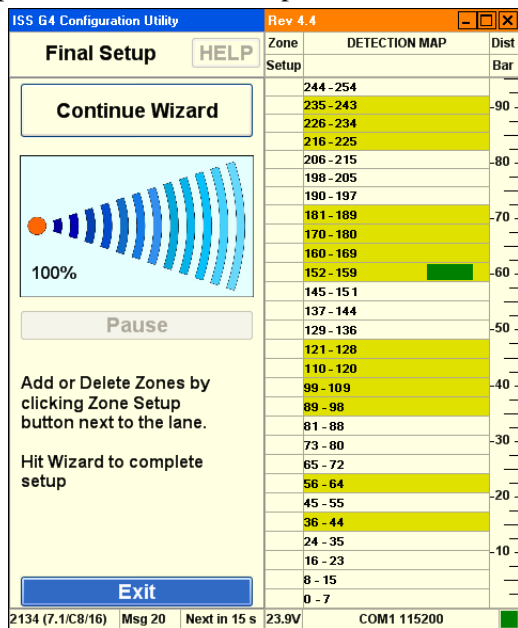 ISS G4 Configuration Utility
Rev 4.4
Final Setup
HELP
Zone
Setup
DETECTION MAP
Dist
Bar
Continue Wizard
100%
Pause
Add or Delete Zones by
clicking Zone Setup
button next to the lane.
Hit Wizard to complete
setup
Exit
244 - 254
235 - 243
226 - 234
216 - 225
206 - 215
198 - 205
190 - 197
181 - 189
170 - 180
160 - 169
152 - 159
145 - 151
137 - 144
129 - 136
121 - 128
110 - 120
99 - 109
89 - 98
81 - 88
73 - 80
65 - 72
56 - 64
45 - 55
36 - 44
24 - 35
16 - 23
8 - 15
0 - 7
-90 -
-80 -
-70 -
-60 -
-50 -
-40 -
-30 -
-20 -
-10 -
2134 (7.1/C8/16) Msg 20 Next in 15 s 23.9V COM1 115200